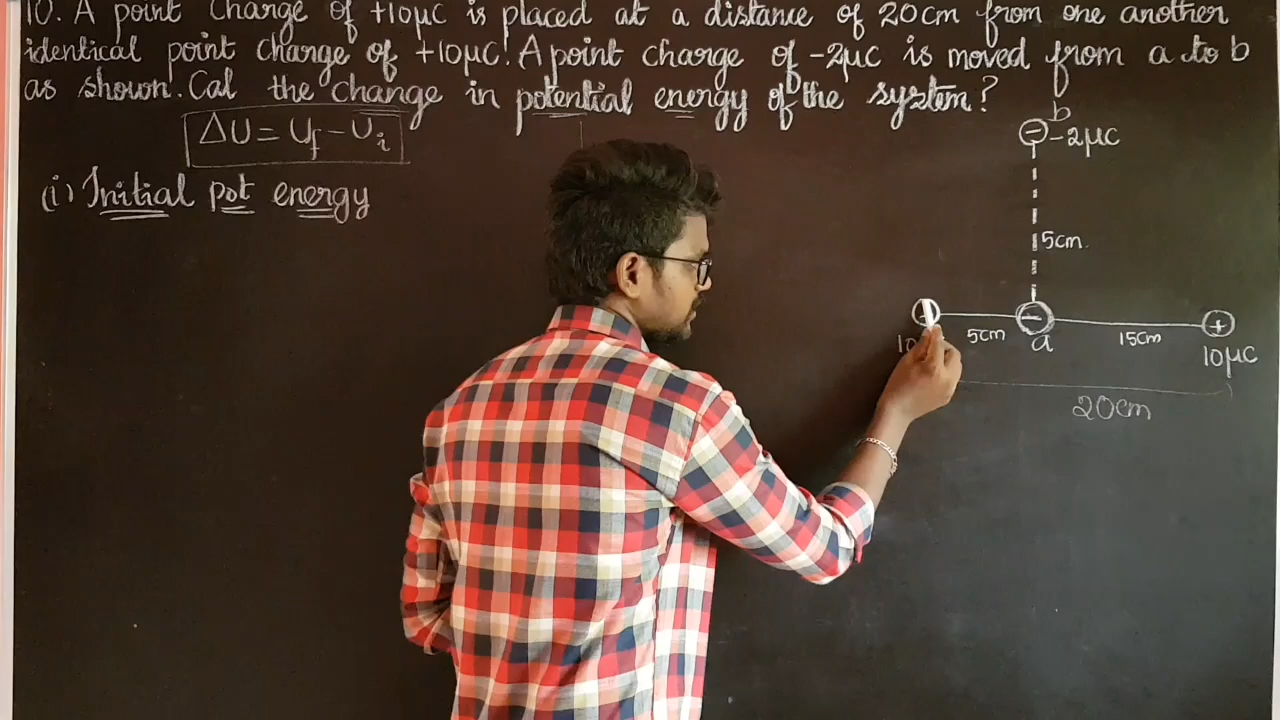 10. A point charge of +10μc is placed at a distance of 20cm from one another
identical point charge of +10μc. A point charge of -2μc is moved from a to b
as shown. Cal the change in potential energy of the system?
ΔU = Uf - Ui
(i) Initial pot energy
b
- -2μc
5cm
5cm
-
a
15cm
+
10μc
20cm